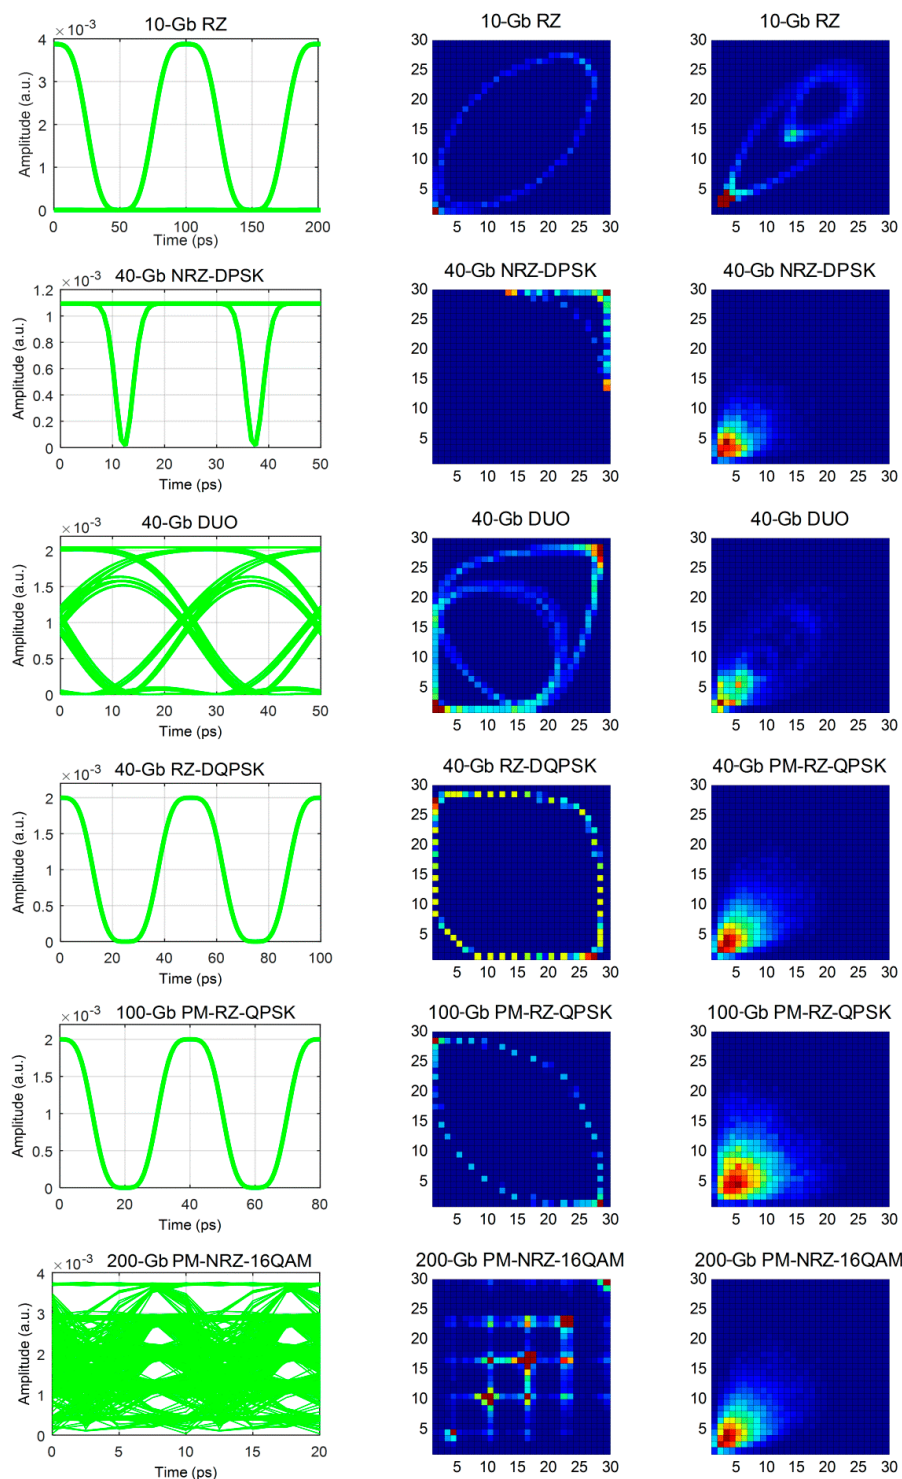 10-Gb RZ
×10⁻³
Amplitude (a.u.)
4
3
2
1
0
0 50 100 150 200
Time (ps)
10-Gb RZ
30
25
20
15
10
5
5 10 15 20 25 30
10-Gb RZ
30
25
20
15
10
5
5 10 15 20 25 30
40-Gb NRZ-DPSK
×10⁻³
Amplitude (a.u.)
1.2
1
0.8
0.6
0.4
0.2
0
0 10 20 30 40 50
Time (ps)
40-Gb NRZ-DPSK
30
25
20
15
10
5
5 10 15 20 25 30
40-Gb NRZ-DPSK
30
25
20
15
10
5
5 10 15 20 25 30
40-Gb DUO
×10⁻³
Amplitude (a.u.)
2
1.5
1
0.5
0
0 10 20 30 40 50
Time (ps)
40-Gb DUO
30
25
20
15
10
5
5 10 15 20 25 30
40-Gb DUO
30
25
20
15
10
5
5 10 15 20 25 30
40-Gb RZ-DQPSK
×10⁻³
Amplitude (a.u.)
2
1.5
1
0.5
0
0 20 40 60 80 100
Time (ps)
40-Gb RZ-DQPSK
30
25
20
15
10
5
5 10 15 20 25 30
40-Gb PM-RZ-QPSK
30
25
20
15
10
5
5 10 15 20 25 30
100-Gb PM-RZ-QPSK
×10⁻³
Amplitude (a.u.)
2
1.5
1
0.5
0
0 20 40 60 80
Time (ps)
100-Gb PM-RZ-QPSK
30
25
20
15
10
5
5 10 15 20 25 30
100-Gb PM-RZ-QPSK
30
25
20
15
10
5
5 10 15 20 25 30
200-Gb PM-NRZ-16QAM
×10⁻³
Amplitude (a.u.)
4
3
2
1
0
0 5 10 15 20
Time (ps)
200-Gb PM-NRZ-16QAM
30
25
20
15
10
5
5 10 15 20 25 30
200-Gb PM-NRZ-16QAM
30
25
20
15
10
5
5 10 15 20 25 30